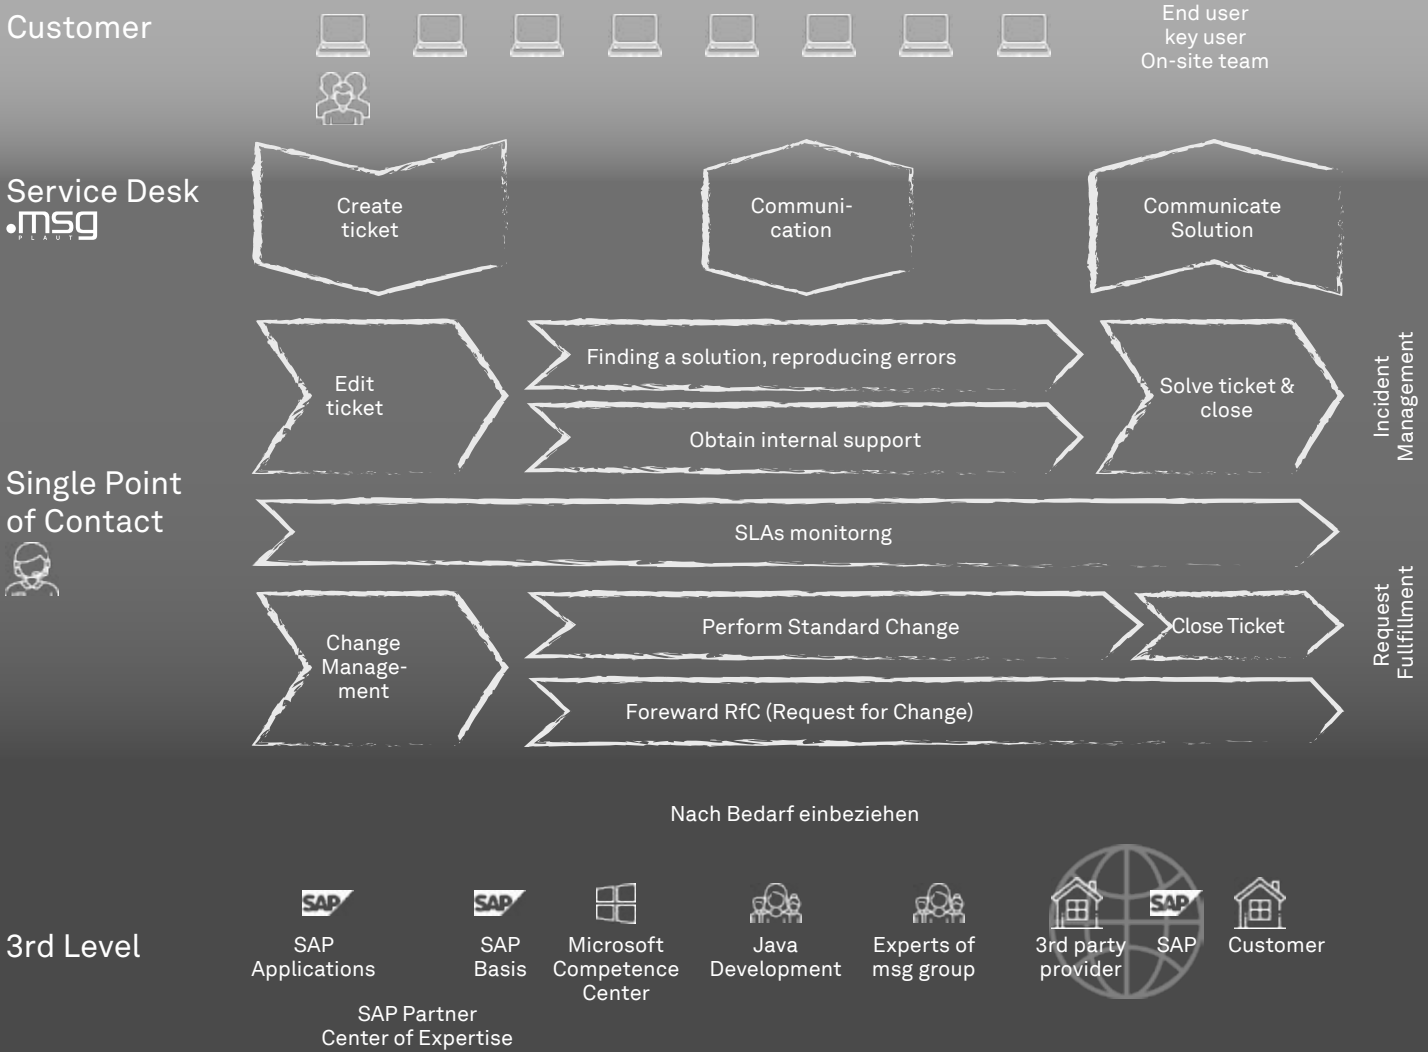 Customer
End user
key user
On-site team
Service Desk
.msg
PLAUT
Create
ticket
Communi-
cation
Communicate
Solution
Edit
ticket
Finding a solution, reproducing errors
Obtain internal support
Solve ticket &
close
Incident
Management
Single Point
of Contact
SLAs monitorng
Change
Manage-
ment
Perform Standard Change
Close Ticket
Foreward RfC (Request for Change)
Request
Fullfillment
Nach Bedarf einbeziehen
3rd Level
SAP
SAP
Applications
SAP
SAP
Basis
Microsoft
Competence
Center
Java
Development
Experts of
msg group
3rd party
provider
SAP
SAP
Customer
SAP Partner
Center of Expertise